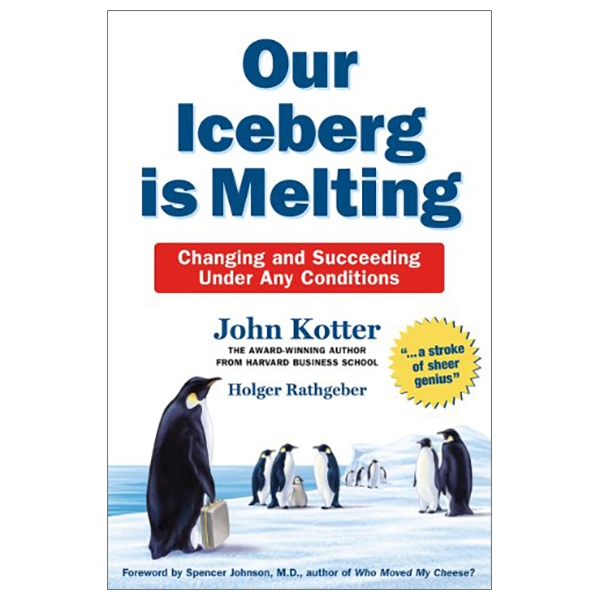 Our
Iceberg
is Melting
Changing and Succeeding
Under Any Conditions
John Kotter
THE AWARD-WINNING AUTHOR
FROM HARVARD BUSINESS SCHOOL
Holger Rathgeber
“...a stroke
of sheer
genius”
Foreword by Spencer Johnson, M.D., author of Who Moved My Cheese?